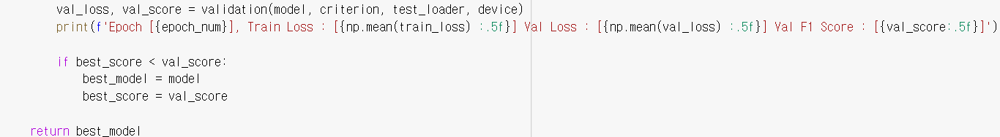 val_loss, val_score = validation(model, criterion, test_loader, device)
print(f'Epoch [{epoch_num}], Train Loss : [{np.mean(train_loss) :.5f}] Val Loss : [{np.mean(val_loss) :.5f}] Val F1 Score : [{val_score:.5f}]')
if best_score < val_score:
best_model = model
best_score = val_score
return best_model